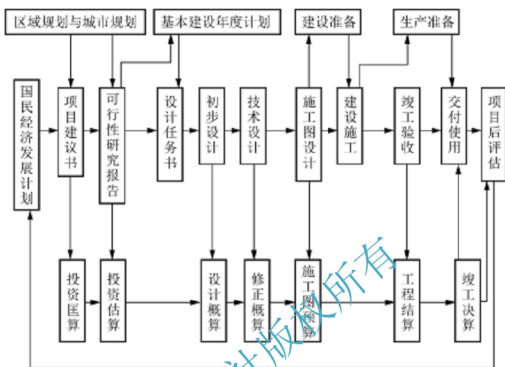 区域规划与城市规划
基本建设年度计划
建设准备
生产准备
国民经济发展计划
项目建议书
可行性研究报告
设计任务书
初步设计
技术设计
施工图设计
建设施工
竣工验收
交付使用
项目后评估
投资匡算
投资估算
设计概算
修正概算
施工图预算
工程结算
竣工决算
社版权所有